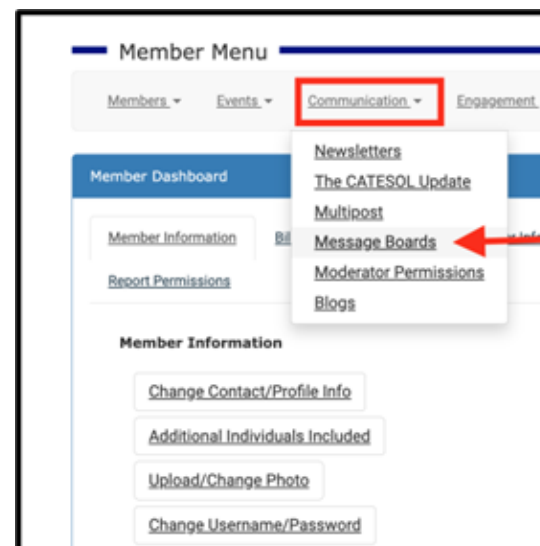 Member Menu
Members Events Communication Engagement
Newsletters
Member Dashboard
The CATESOL Update
Multipost
Member Information
Message Boards
Report Permissions
Moderator Permissions
Blogs
Member Information
Change Contact/Profile Info
Additional Individuals Included
Upload/Change Photo
Change Username/Password